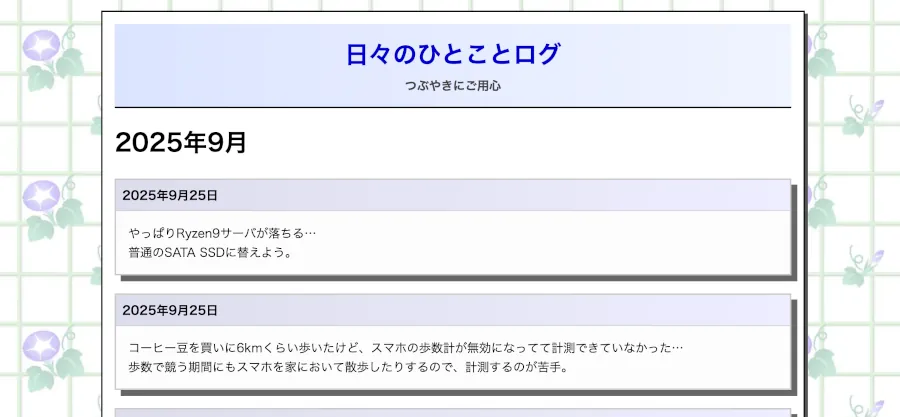 日々のひとことログ
つぶやきにご用心
2025年9月
2025年9月25日
やっぱりRyzen9サーバが落ちる…
普通のSATA SSDに替えよう。
2025年9月25日
コーヒー豆を買いに6kmくらい歩いたけど、スマホの歩数計が無効になってて計測できていなかった…
歩数で競う期間にもスマホを家において散歩したりするので、計測するのが苦手。